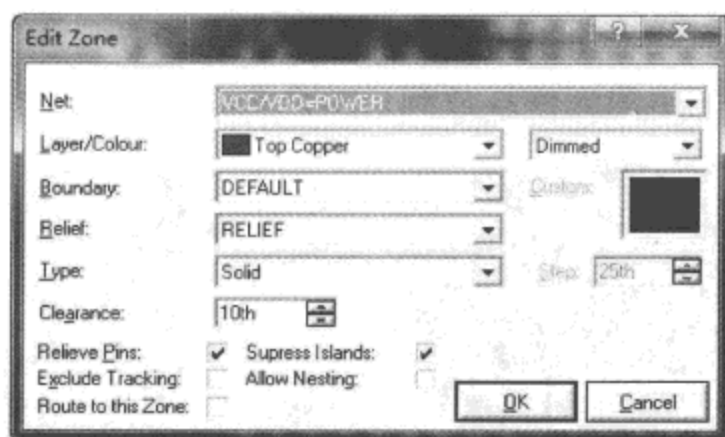 Edit Zone
Net: VCC/VDD=POWER
Layer/Colour: Top Copper Dimmed
Boundary: DEFAULT Custom:
Relief: RELIEF
Type: Solid Step: 25th
Clearance: 10th
Relieve Pins: Supress Islands:
Exclude Tracking: Allow Nesting:
Route to this Zone: OK Cancel